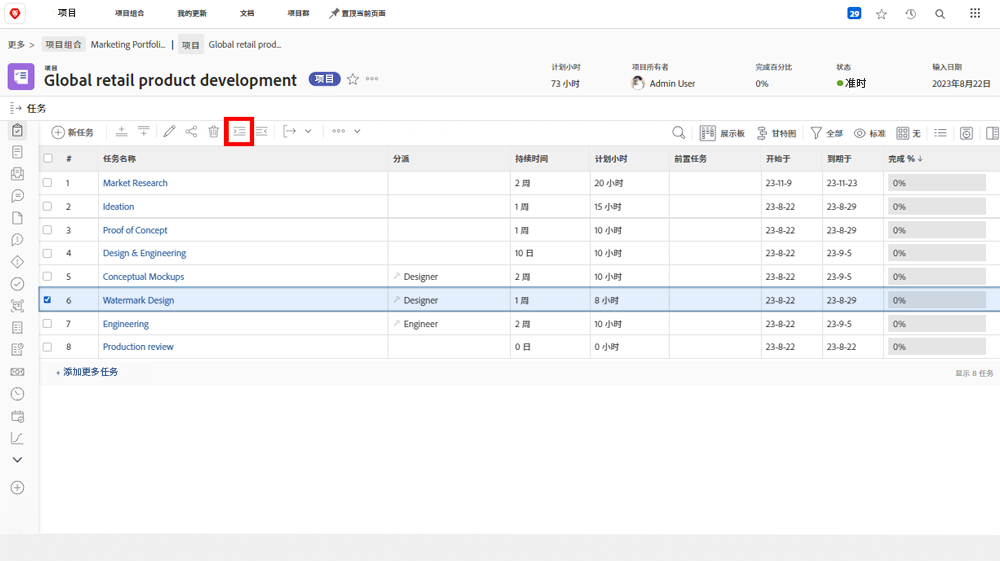 项目 项目组合 我的更新 文档 项目群 置顶当前页面 29
更多 > 项目组合 Marketing Portfolio... | 项目 Global retail prod...
项目
Global retail product development 项目
计划小时 项目所有者 完成百分比 状态 输入日期
73 小时 Admin User 0% 准时 2023年8月22日
任务
新任务 展示板 甘特图 全部 标准 无
# 任务名称 分派 持续时间 计划小时 前置任务 开始于 到期于 完成 % ↓
1 Market Research 2 周 20 小时 23-11-9 23-11-23 0%
2 Ideation 1 周 15 小时 23-8-22 23-8-29 0%
3 Proof of Concept 1 周 10 小时 23-8-22 23-8-29 0%
4 Design & Engineering 10 日 10 小时 23-8-22 23-9-5 0%
5 Conceptual Mockups Designer 2 周 10 小时 23-8-22 23-9-5 0%
6 Watermark Design Designer 1 周 8 小时 23-8-22 23-8-29 0%
7 Engineering Engineer 2 周 10 小时 23-8-22 23-9-5 0%
8 Production review 0 日 0 小时 23-8-22 23-8-22 0%
+ 添加更多任务 显示 8 任务